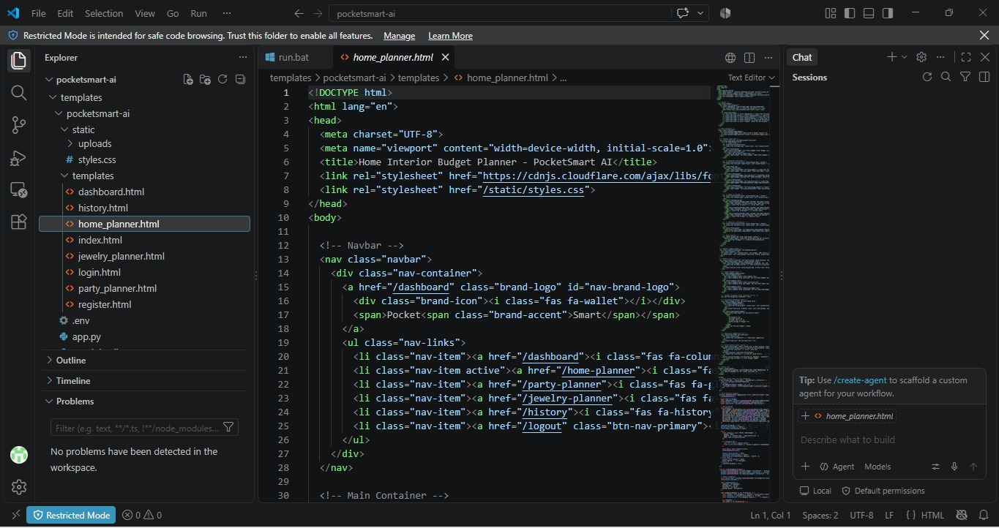 File Edit Selection View Go Run ··· pocketsmart-ai
Restricted Mode is intended for safe code browsing. Trust this folder to enable all features. Manage Learn More
Explorer
pocketsmart-ai
templates
pocketsmart-ai
static
uploads
# styles.css
templates
<> dashboard.html
<> history.html
<> home_planner.html
<> index.html
<> jewelry_planner.html
<> login.html
<> party_planner.html
<> register.html
.env
app.py
Outline
Timeline
Problems
Filter (e.g. text, **/*.ts, !**/node_modules...
No problems have been detected in the
workspace.
run.bat <> home_planner.html
templates > pocketsmart-ai > templates > <> home_planner.html > ... Text Editor
1 <!DOCTYPE html>
2 <html lang="en">
3 <head>
4 <meta charset="UTF-8">
5 <meta name="viewport" content="width=device-width, initial-scale=1.0">
6 <title>Home Interior Budget Planner - PocketSmart AI</title>
7 <link rel="stylesheet" href="https://cdnjs.cloudflare.com/ajax/libs/fo
8 <link rel="stylesheet" href="/static/styles.css">
9 </head>
10 <body>
11
12 <!-- Navbar -->
13 <nav class="navbar">
14 <div class="nav-container">
15 <a href="/dashboard" class="brand-logo" id="nav-brand-logo">
16 <div class="brand-icon"><i class="fas fa-wallet"></i></div>
17 <span>Pocket<span class="brand-accent">Smart</span></span>
18 </a>
19 <ul class="nav-links">
20 <li class="nav-item"><a href="/dashboard"><i class="fas fa-colum
21 <li class="nav-item active"><a href="/home-planner"><i class="fa
22 <li class="nav-item"><a href="/party-planner"><i class="fas fa-g
23 <li class="nav-item"><a href="/jewelry-planner"><i class="fas fa
24 <li class="nav-item"><a href="/history"><i class="fas fa-history
25 <li class="nav-item"><a href="/logout" class="btn-nav-primary">
26 </ul>
27 </div>
28 </nav>
29
30 <!-- Main Container -->
Chat
Sessions
Tip: Use /create-agent to scaffold a custom
agent for your workflow.
<> home_planner.html
Describe what to build
Agent Models
Local Default permissions
Restricted Mode 0 0 Ln 1, Col 1 Spaces: 2 UTF-8 LF {} HTML